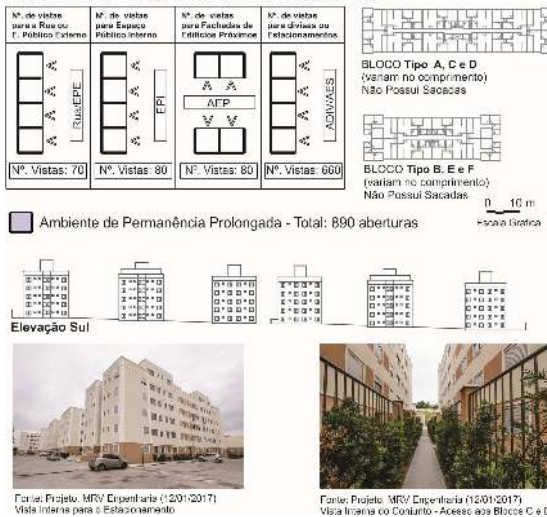 Nº. de vistas para a Rua ou E. Público Externo
Nº. de vistas para Espaço Público Interno
Nº. de vistas para Fachadas de Edifícios Próximos
Nº. de vistas para divisas ou Estacionamentos
Rua/EPE
EPI
AEP
ADIV/AES
Nº. Vistas: 70
Nº. Vistas: 80
Nº. Vistas: 80
Nº. Vistas: 660
BLOCO Tipo A, C e D
(variam no comprimento)
Não Possui Sacadas
BLOCO Tipo B, E e F
(variam no comprimento)
Não Possui Sacadas
0 10 m
Escala Gráfica
Ambiente de Permanência Prolongada - Total: 890 aberturas
Elevação Sul
Fonte: Projeto: MRV Engenharia (12/01/2017)
Vista Interna para o Estacionamento
Fonte: Projeto: MRV Engenharia (12/01/2017)
Vista Interna do Conjunto - Acesso aos Blocos C e D